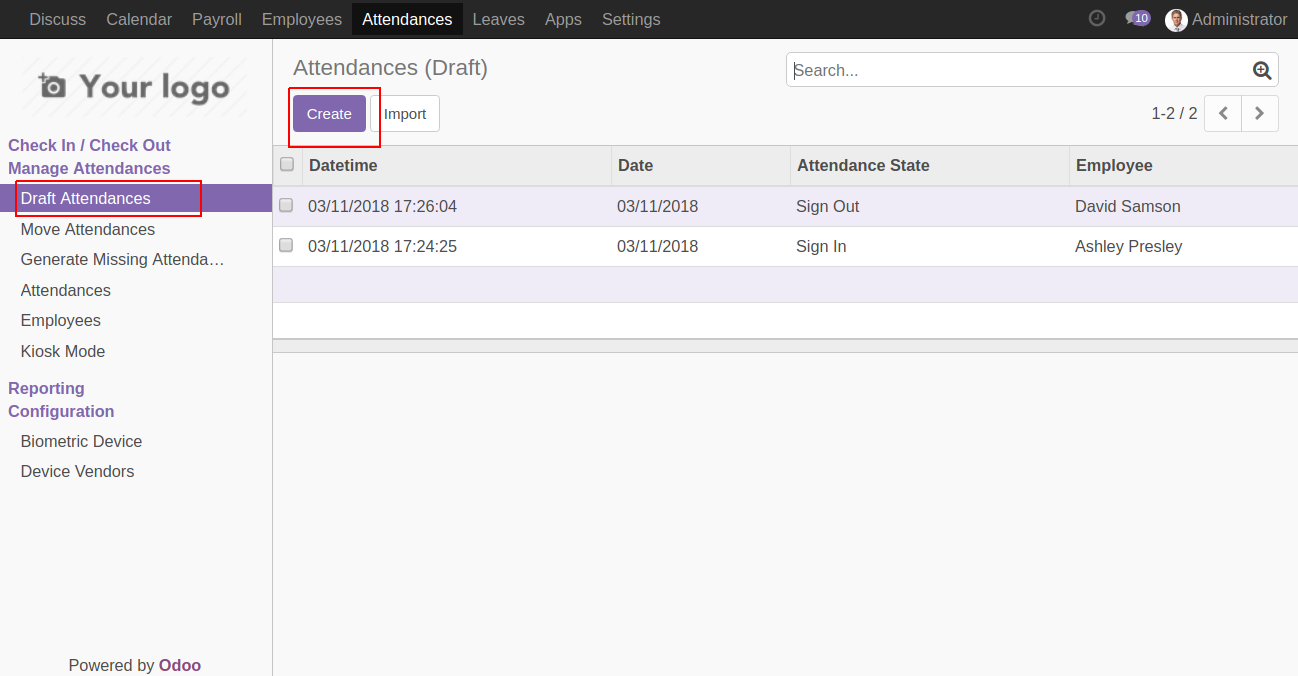 Discuss Calendar Payroll Employees Attendances Leaves Apps Settings 10 Administrator
Your logo
Check In / Check Out
Manage Attendances
Draft Attendances
Move Attendances
Generate Missing Attenda…
Attendances
Employees
Kiosk Mode
Reporting
Configuration
Biometric Device
Device Vendors
Powered by Odoo
Attendances (Draft)
Search...
Create Import
1-2 / 2
Datetime Date Attendance State Employee
03/11/2018 17:26:04 03/11/2018 Sign Out David Samson
03/11/2018 17:24:25 03/11/2018 Sign In Ashley Presley